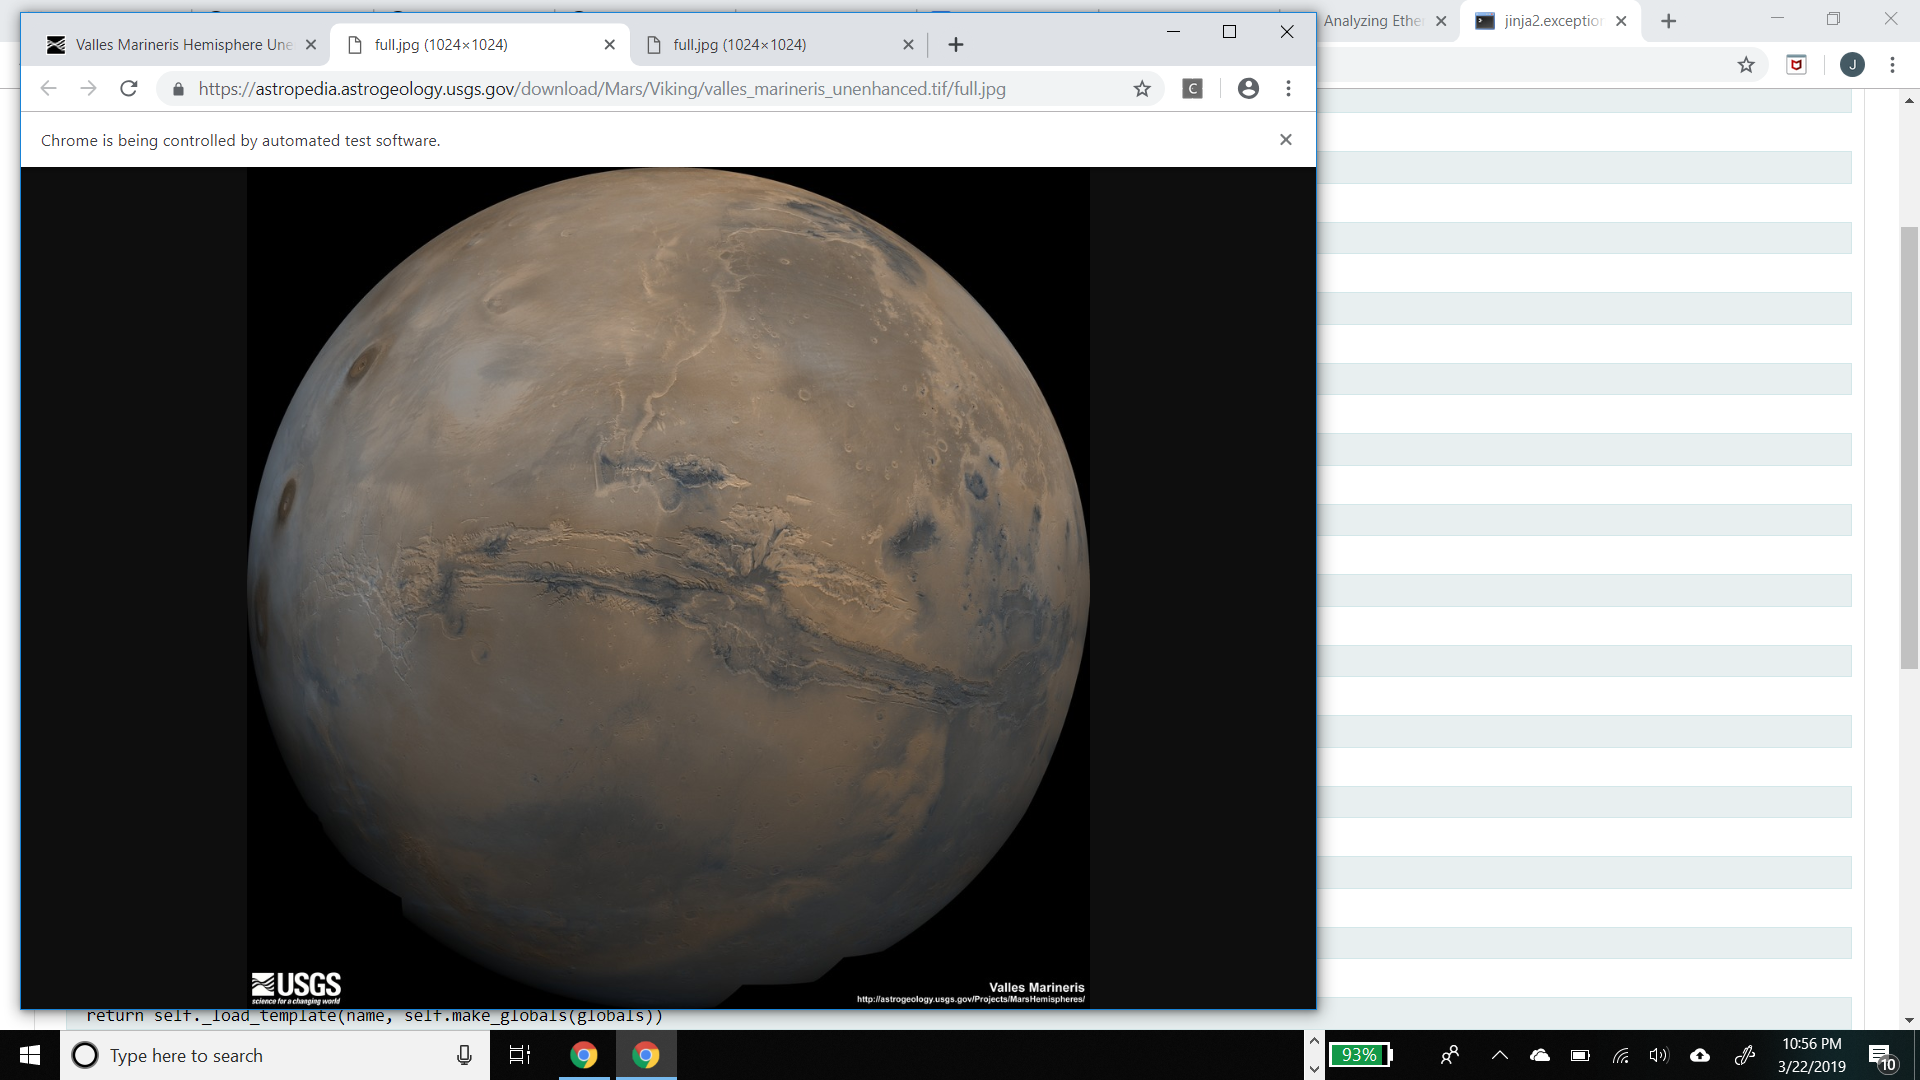 Valles Marineris Hemisphere Une
full.jpg (1024×1024)
full.jpg (1024×1024)
Analyzing Ethe
jinja2.exception
https://astropedia.astrogeology.usgs.gov/download/Mars/Viking/valles_marineris_unenhanced.tif/full.jpg
C
J
Chrome is being controlled by automated test software.
USGS
science for a changing world
Valles Marineris
http://astrogeology.usgs.gov/Projects/MarsHemispheres/
return self._load_template(name, self.make_globals(globals))
Type here to search
93%
10:56 PM
3/22/2019
10